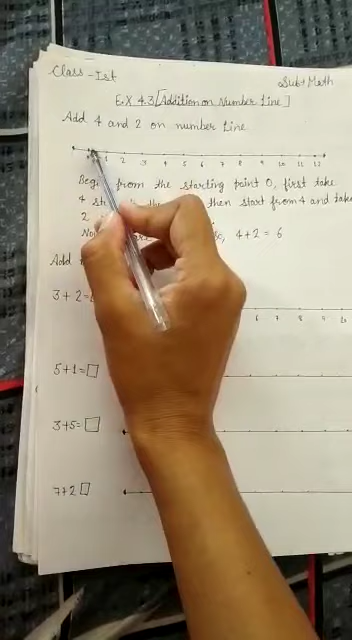 Class-Ist
Sub+Math
EX 4.3 [Addition on Number Line]
Add 4 and 2 on number line
1 2 3 4 5 6 7 8 9 10 11 12
from the starting point 0, first take
4 then start from 4 and take
2
4+2 = 6
Add
3+2=
6 7 8 9 10
5+1=
3+5=
7+2